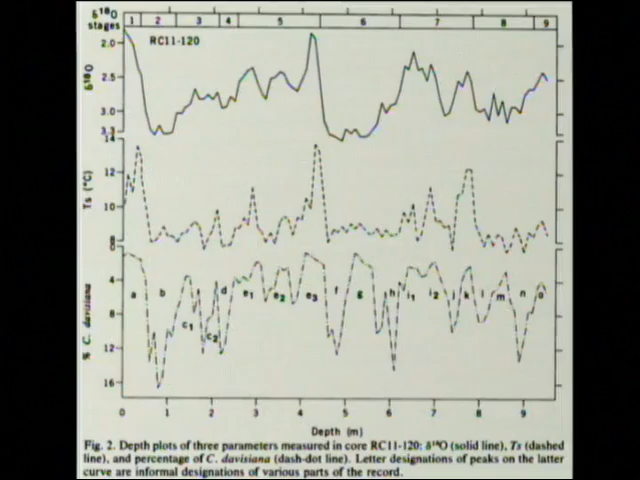 δ¹⁸O
stages 1 2 3 4 5 6 7 8 9
RC11-120
2.0
2.5
3.0
3.3
δ¹⁸O
14
12
10
8
Ts (°C)
0
4
8
12
16
% C. davisiana
a b c1 c2 d e1 e2 e3 f g h i1 i2 j k l m n o
0 1 2 3 4 5 6 7 8 9
Depth (m)
Fig. 2. Depth plots of three parameters measured in core RC11-120: δ¹⁸O (solid line), Ts (dashed
line), and percentage of C. davisiana (dash-dot line). Letter designations of peaks on the latter
curve are informal designations of various parts of the record.